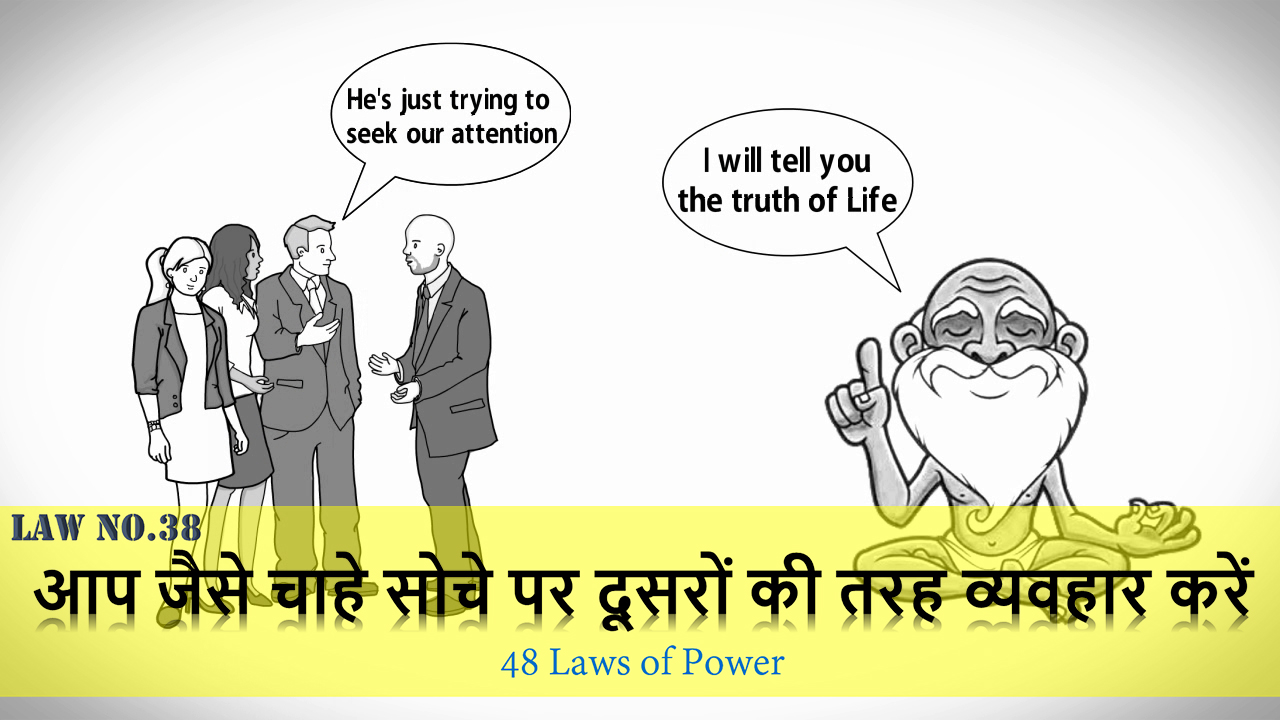 He's just trying to
seek our attention
I will tell you
the truth of Life
LAW NO.38
आप जैसे चाहे सोचे पर दूसरों की तरह व्यवहार करें
48 Laws of Power